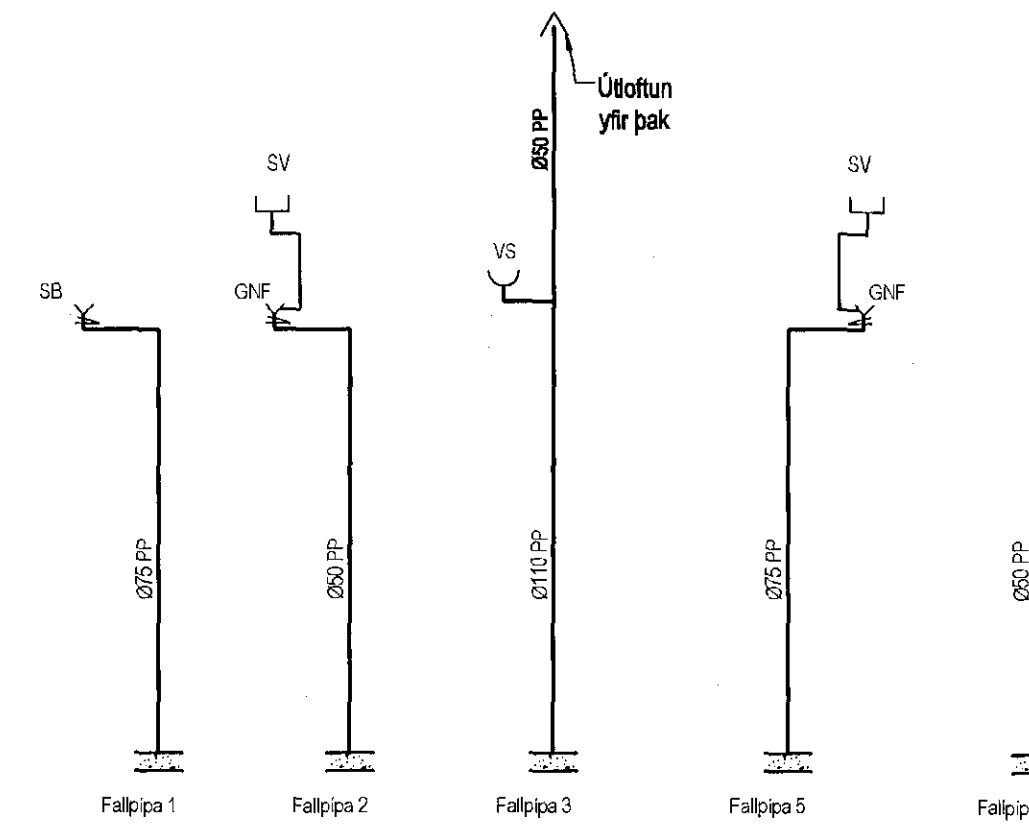 Útloftun
yfir þak
Ø50 PP
SV
SV
VS
SB
GNF
GNF
Ø75 PP
Ø50 PP
Ø110 PP
Ø75 PP
Ø50 PP
Fallpípa 1
Fallpípa 2
Fallpípa 3
Fallpípa 5